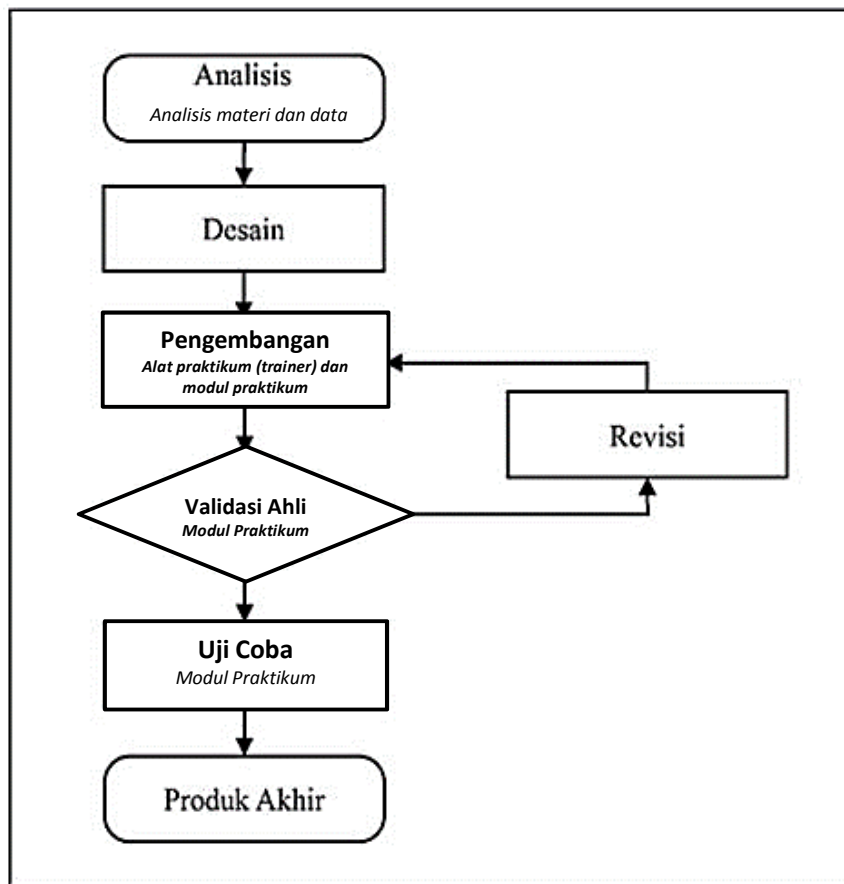 Analisis
Analisis materi dan data
Desain
Pengembangan
Alat praktikum (trainer) dan
modul praktikum
Revisi
Validasi Ahli
Modul Praktikum
Uji Coba
Modul Praktikum
Produk Akhir